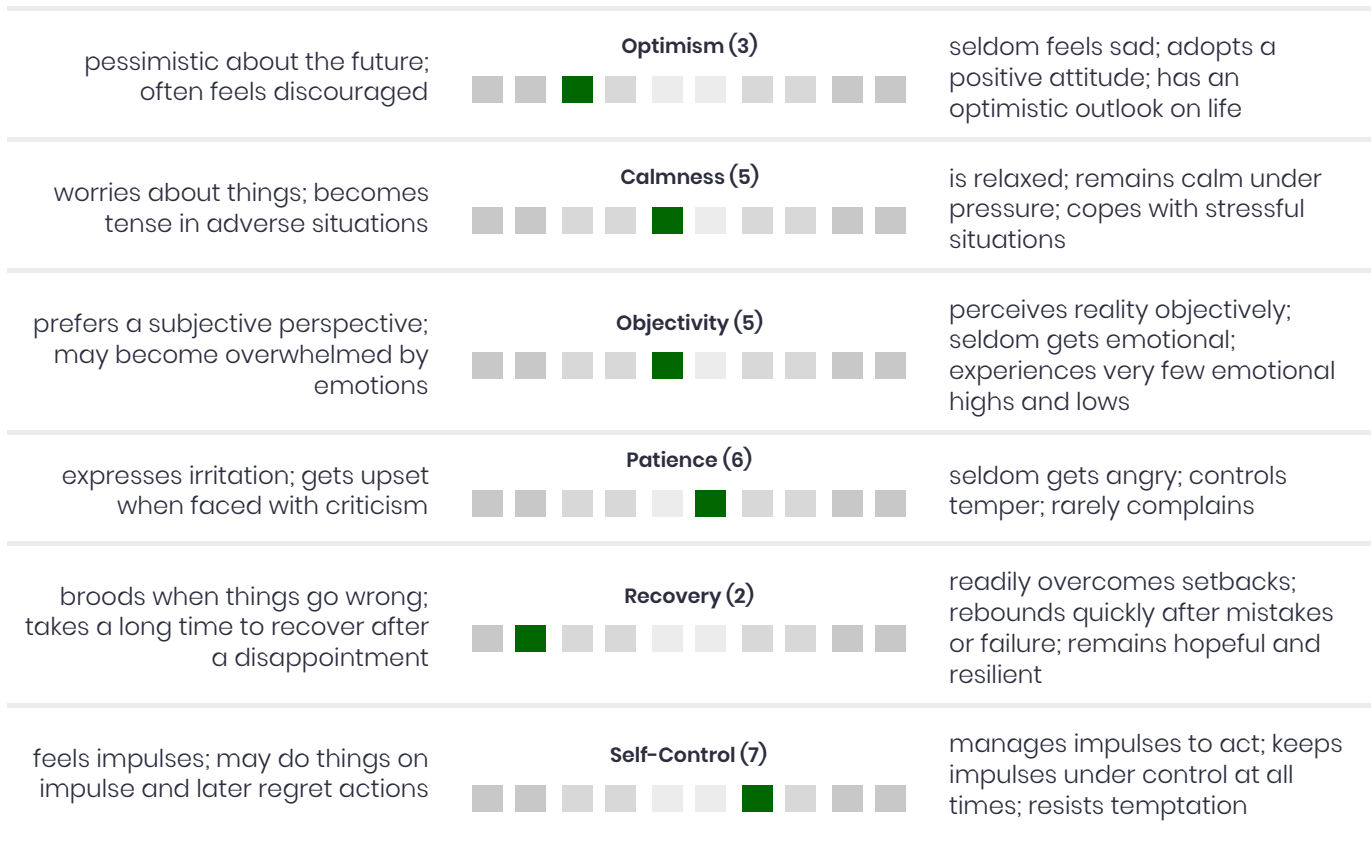 pessimistic about the future;
often feels discouraged
Optimism (3)
seldom feels sad; adopts a
positive attitude; has an
optimistic outlook on life
worries about things; becomes
tense in adverse situations
Calmness (5)
is relaxed; remains calm under
pressure; copes with stressful
situations
prefers a subjective perspective;
may become overwhelmed by
emotions
Objectivity (5)
perceives reality objectively;
seldom gets emotional;
experiences very few emotional
highs and lows
expresses irritation; gets upset
when faced with criticism
Patience (6)
seldom gets angry; controls
temper; rarely complains
broods when things go wrong;
takes a long time to recover after
a disappointment
Recovery (2)
readily overcomes setbacks;
rebounds quickly after mistakes
or failure; remains hopeful and
resilient
feels impulses; may do things on
impulse and later regret actions
Self-Control (7)
manages impulses to act; keeps
impulses under control at all
times; resists temptation